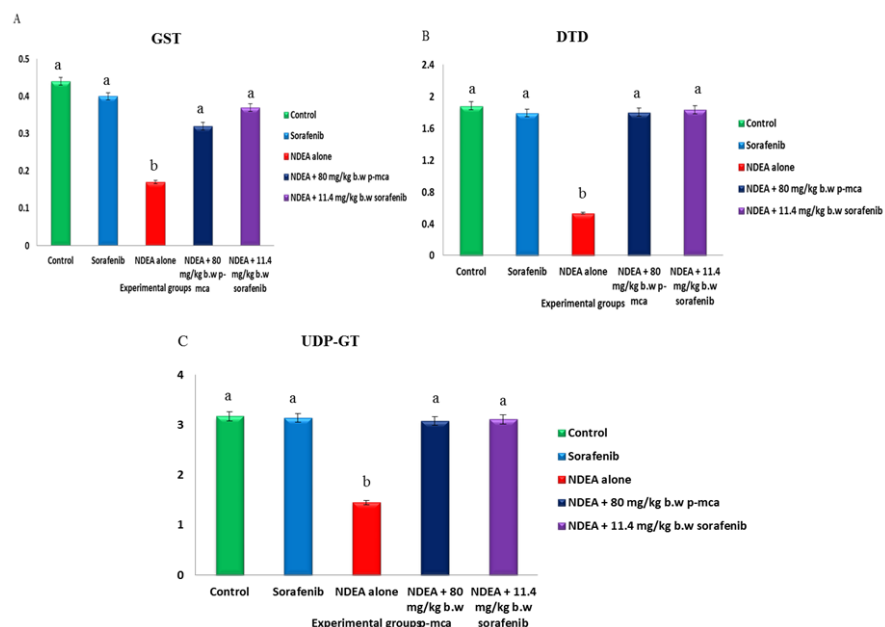 A
GST
0.5
0.4
0.3
0.2
0.1
0
a
a
b
a
a
Control
Sorafenib
NDEA alone
NDEA + 80 mg/kg b.w p-mca
NDEA + 11.4 mg/kg b.w sorafenib
Control
Sorafenib
NDEA alone
NDEA + 80
mg/kg b.w p-
mca
NDEA + 11.4
mg/kg b.w
sorafenib
Experimental groups
B
DTD
2.4
2
1.6
1.2
0.8
0.4
0
a
a
b
a
a
Control
Sorafenib
NDEA alone
NDEA + 80 mg/kg b.w p-mca
NDEA + 11.4 mg/kg b.w sorafenib
Control
Sorafenib
NDEA alone
NDEA + 80
mg/kg b.w p-
mca
NDEA + 11.4
mg/kg b.w
sorafenib
Experimental groups
C
UDP-GT
4
3
2
1
0
a
a
b
a
a
Control
Sorafenib
NDEA alone
NDEA + 80 mg/kg b.w p-mca
NDEA + 11.4 mg/kg b.w sorafenib
Control
Sorafenib
NDEA alone
NDEA + 80
mg/kg b.w
p-mca
NDEA + 11.4
mg/kg b.w
sorafenib
Experimental groups